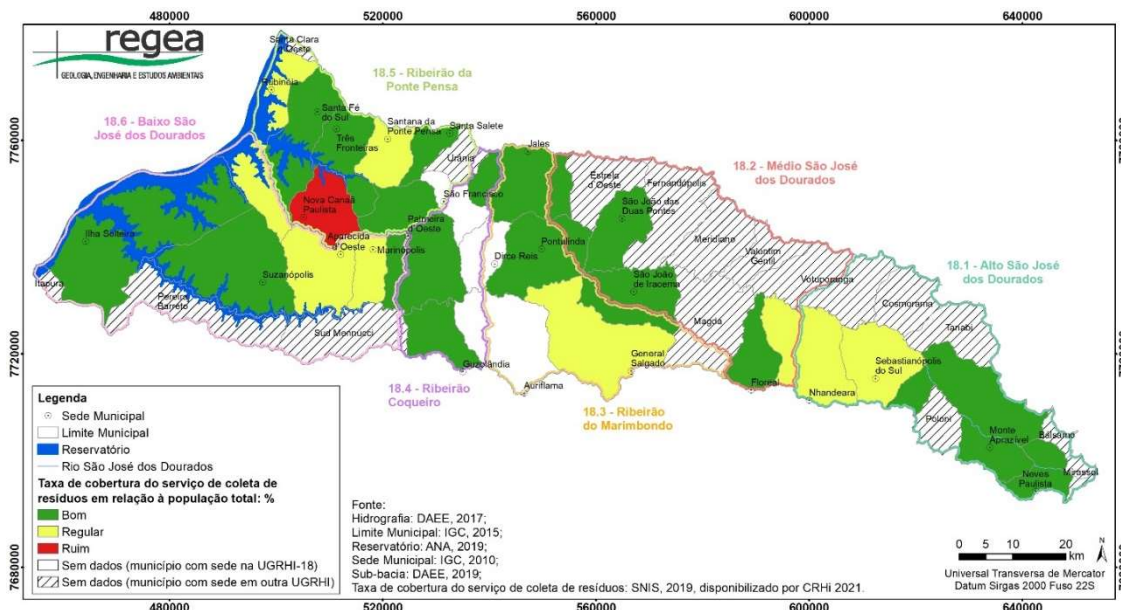 480000 520000 560000 600000 640000
regea
GEOLOGIA, ENGENHARIA E ESTUDOS AMBIENTAIS
Santa Clara
d'Oeste
Rubinéia
18.5 - Ribeirão da
Ponte Pensa
Santa Fé
do Sul
Santana da
Ponte Pensa
Santa Salete
18.6 - Baixo São
José dos Dourados
Três
Fronteiras
Urânia
Jales
18.2 - Médio São José
dos Dourados
7760000
7760000
Estrela
d'Oeste
Fernandópolis
Nova Canaã
Paulista
São Francisco
São João das
Duas Pontes
Palmeira
d'Oeste
Meridiano
Ilha Solteira
Aparecida
d'Oeste
Marinópolis
Pontalinda
Valentim
Gentil
Dirce Reis
Votuporanga
18.1 - Alto São José
dos Dourados
Itapura
Suzanápolis
São João
de Iracema
Pereira
Barreto
Cosmorama
Sud Mennucci
Magda
Tanabi
7720000
7720000
General
Salgado
Sebastianópolis
do Sul
Guzolândia
Auriflama
Floreal
Nhandeara
18.4 - Ribeirão
Coqueiro
18.3 - Ribeirão
do Marimbondo
Poloni
Monte
Aprazível
Bálsamo
Neves
Paulista
Mirassol
Legenda
Sede Municipal
Limite Municipal
Reservatório
Rio São José dos Dourados
Taxa de cobertura do serviço de coleta de
resíduos em relação à população total: %
Bom
Regular
Ruim
Sem dados (município com sede na UGRHI-18)
Sem dados (município com sede em outra UGRHI)
Fonte:
Hidrografia: DAEE, 2017;
Limite Municipal: IGC, 2015;
Reservatório: ANA, 2019;
Sede Municipal: IGC, 2010;
Sub-bacia: DAEE, 2019;
Taxa de cobertura do serviço de coleta de resíduos: SNIS, 2019, disponibilizado por CRHi 2021.
0 5 10 20
km
N
Universal Transversa de Mercator
Datum Sirgas 2000 Fuso 22S
7680000
7680000
480000 520000 560000 600000 640000